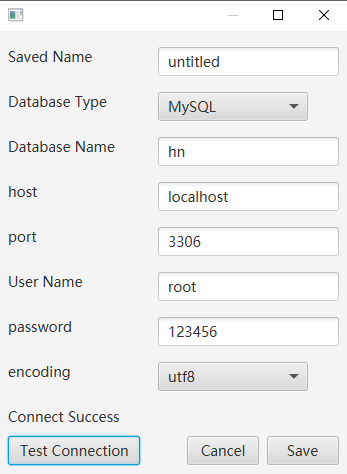 Saved Name untitled
Database Type MySQL
Database Name hn
host localhost
port 3306
User Name root
password 123456
encoding utf8
Connect Success
Test Connection Cancel Save